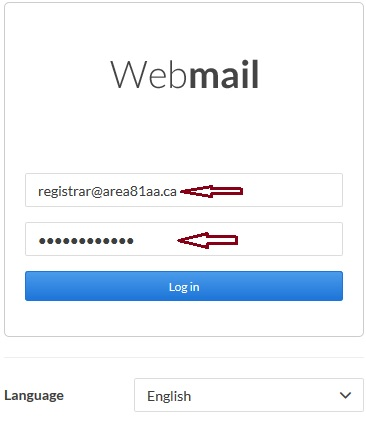 Webmail
registrar@area81aa.ca
●●●●●●●●●●●●
Log in
Language
English